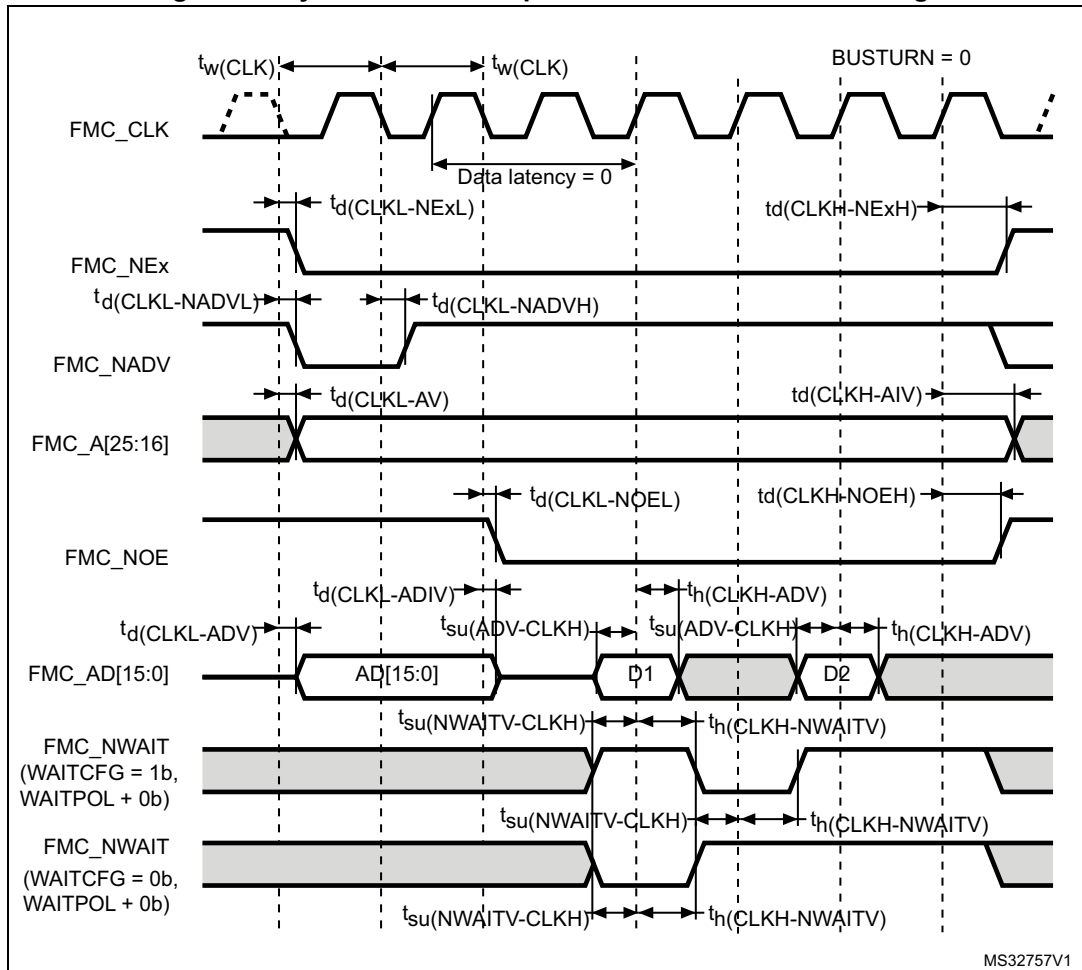 BUSTURN = 0
tw(CLK)
tw(CLK)
FMC_CLK
Data latency = 0
td(CLKL-NExL)
td(CLKH-NExH)
FMC_NEx
td(CLKL-NADVL)
td(CLKL-NADVH)
FMC_NADV
td(CLKL-AV)
td(CLKH-AIV)
FMC_A[25:16]
td(CLKL-NOEL)
td(CLKH-NOEH)
FMC_NOE
td(CLKL-ADIV)
th(CLKH-ADV)
td(CLKL-ADV)
tsu(ADV-CLKH)
tsu(ADV-CLKH)
th(CLKH-ADV)
FMC_AD[15:0]
AD[15:0]
D1
D2
tsu(NWAITV-CLKH)
th(CLKH-NWAITV)
FMC_NWAIT
(WAITCFG = 1b,
WAITPOL + 0b)
tsu(NWAITV-CLKH)
th(CLKH-NWAITV)
FMC_NWAIT
(WAITCFG = 0b,
WAITPOL + 0b)
tsu(NWAITV-CLKH)
th(CLKH-NWAITV)
MS32757V1